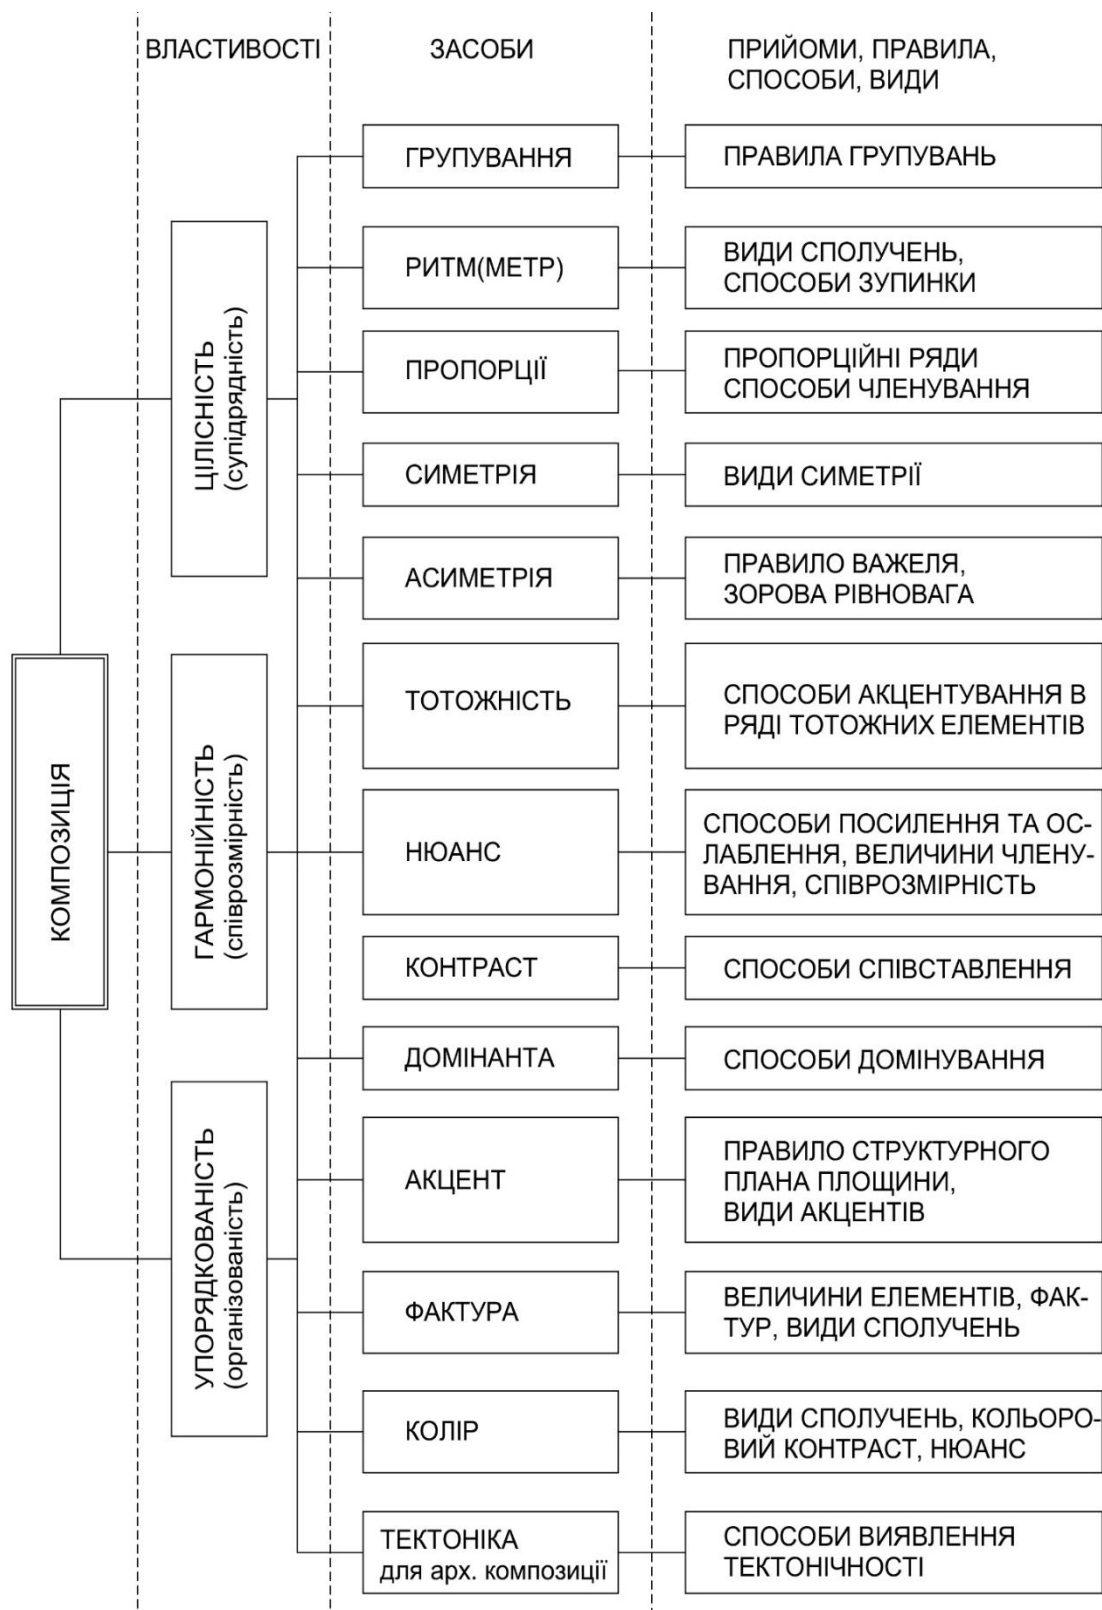 ВЛАСТИВОСТІ
ЗАСОБИ
ПРИЙОМИ, ПРАВИЛА,
СПОСОБИ, ВИДИ
КОМПОЗИЦІЯ
ЦІЛІСНІСТЬ
(супідрядність)
ГАРМОНІЙНІСТЬ
(співрозмірність)
УПОРЯДКОВАНІСТЬ
(організованість)
ГРУПУВАННЯ
ПРАВИЛА ГРУПУВАНЬ
РИТМ(МЕТР)
ВИДИ СПОЛУЧЕНЬ,
СПОСОБИ ЗУПИНКИ
ПРОПОРЦІЇ
ПРОПОРЦІЙНІ РЯДИ
СПОСОБИ ЧЛЕНУВАННЯ
СИМЕТРІЯ
ВИДИ СИМЕТРІЇ
АСИМЕТРІЯ
ПРАВИЛО ВАЖЕЛЯ,
ЗОРОВА РІВНОВАГА
ТОТОЖНІСТЬ
СПОСОБИ АКЦЕНТУВАННЯ В
РЯДІ ТОТОЖНИХ ЕЛЕМЕНТІВ
НЮАНС
СПОСОБИ ПОСИЛЕННЯ ТА ОС-
ЛАБЛЕННЯ, ВЕЛИЧИНИ ЧЛЕНУ-
ВАННЯ, СПІВРОЗМІРНІСТЬ
КОНТРАСТ
СПОСОБИ СПІВСТАВЛЕННЯ
ДОМІНАНТА
СПОСОБИ ДОМІНУВАННЯ
АКЦЕНТ
ПРАВИЛО СТРУКТУРНОГО
ПЛАНА ПЛОЩИНИ,
ВИДИ АКЦЕНТІВ
ФАКТУРА
ВЕЛИЧИНИ ЕЛЕМЕНТІВ, ФАК-
ТУР, ВИДИ СПОЛУЧЕНЬ
КОЛІР
ВИДИ СПОЛУЧЕНЬ, КОЛЬОРО-
ВИЙ КОНТРАСТ, НЮАНС
ТЕКТОНІКА
для арх. композиції
СПОСОБИ ВИЯВЛЕННЯ
ТЕКТОНІЧНОСТІ